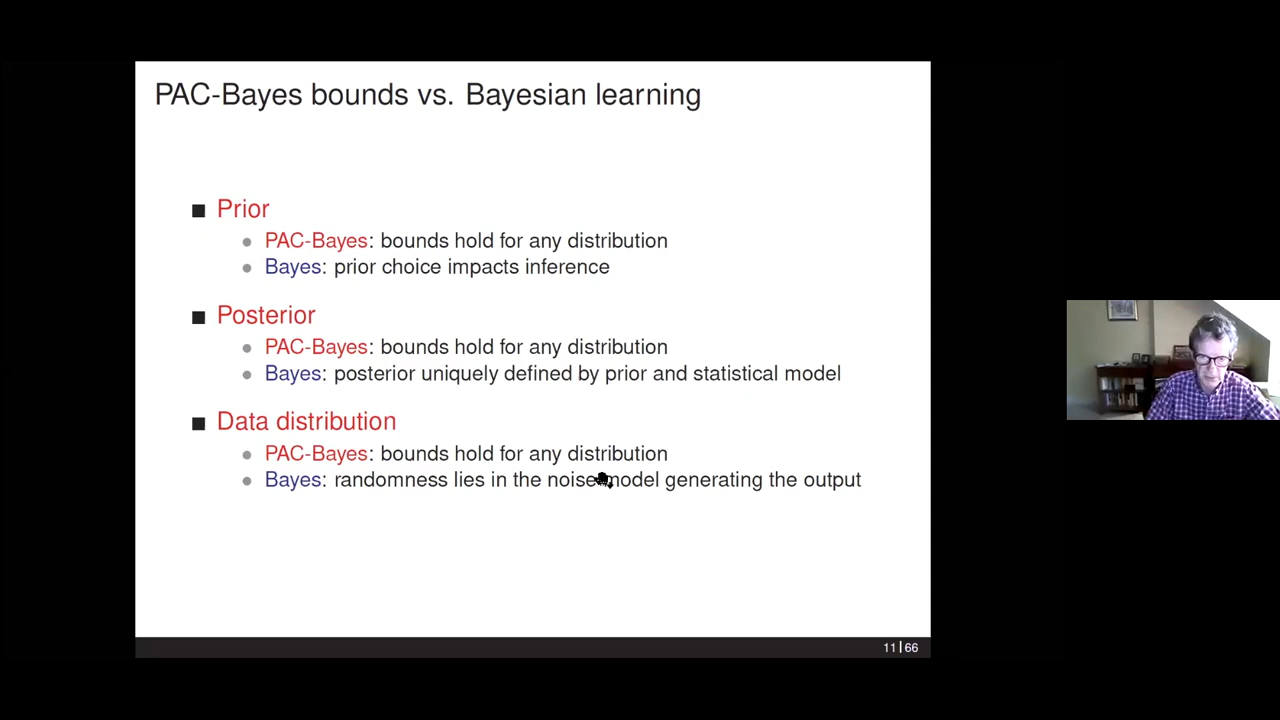 PAC-Bayes bounds vs. Bayesian learning
Prior
PAC-Bayes: bounds hold for any distribution
Bayes: prior choice impacts inference
Posterior
PAC-Bayes: bounds hold for any distribution
Bayes: posterior uniquely defined by prior and statistical model
Data distribution
PAC-Bayes: bounds hold for any distribution
Bayes: randomness lies in the noise model generating the output
11 | 66